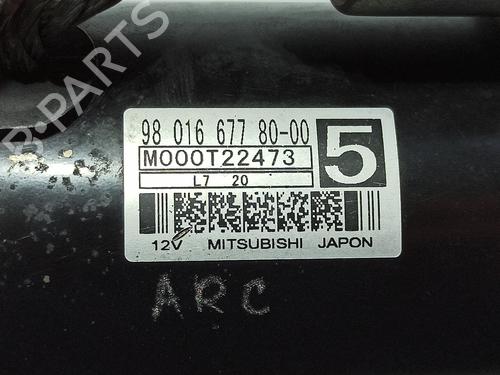 B-PARTS
98 016 677 80-00
5
M000T22473
L7 20
12V MITSUBISHI JAPON
ARC